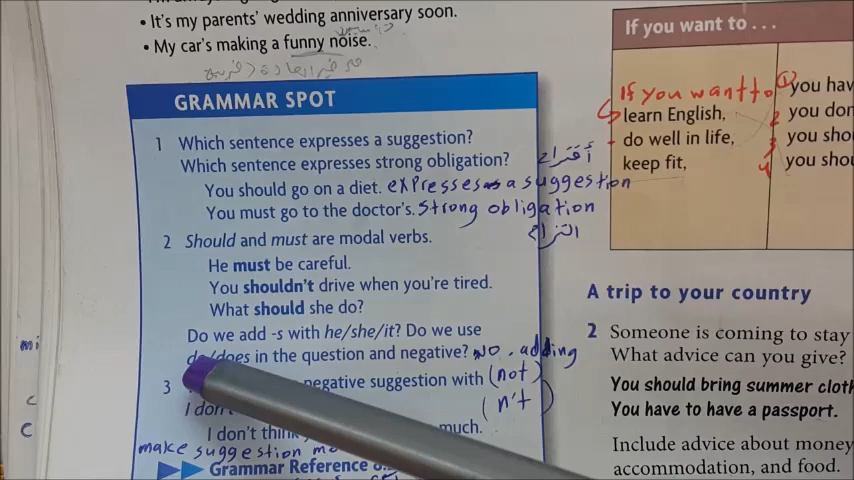 • It's my parents' wedding anniversary soon.
• My car's making a funny noise.
GRAMMAR SPOT
1 Which sentence expresses a suggestion?
Which sentence expresses strong obligation? أقتراح
You should go on a diet. expresses a suggestion
You must go to the doctor's. Strong obligation
التزام
2 Should and must are modal verbs.
He must be careful.
You shouldn't drive when you're tired.
What should she do?
Do we add -s with he/she/it? Do we use
do/does in the question and negative? No. adding
3 negative suggestion with (not)
I don't
(n't)
I don't think much.
make suggestion
Grammar Reference
If you want to . . .
If you want to
learn English,
do well in life,
keep fit,
1 you hav
2 you don
3 you sho
4 you shou
A trip to your country
2 Someone is coming to stay
What advice can you give?
You should bring summer cloth
You have to have a passport.
Include advice about money
accommodation, and food.